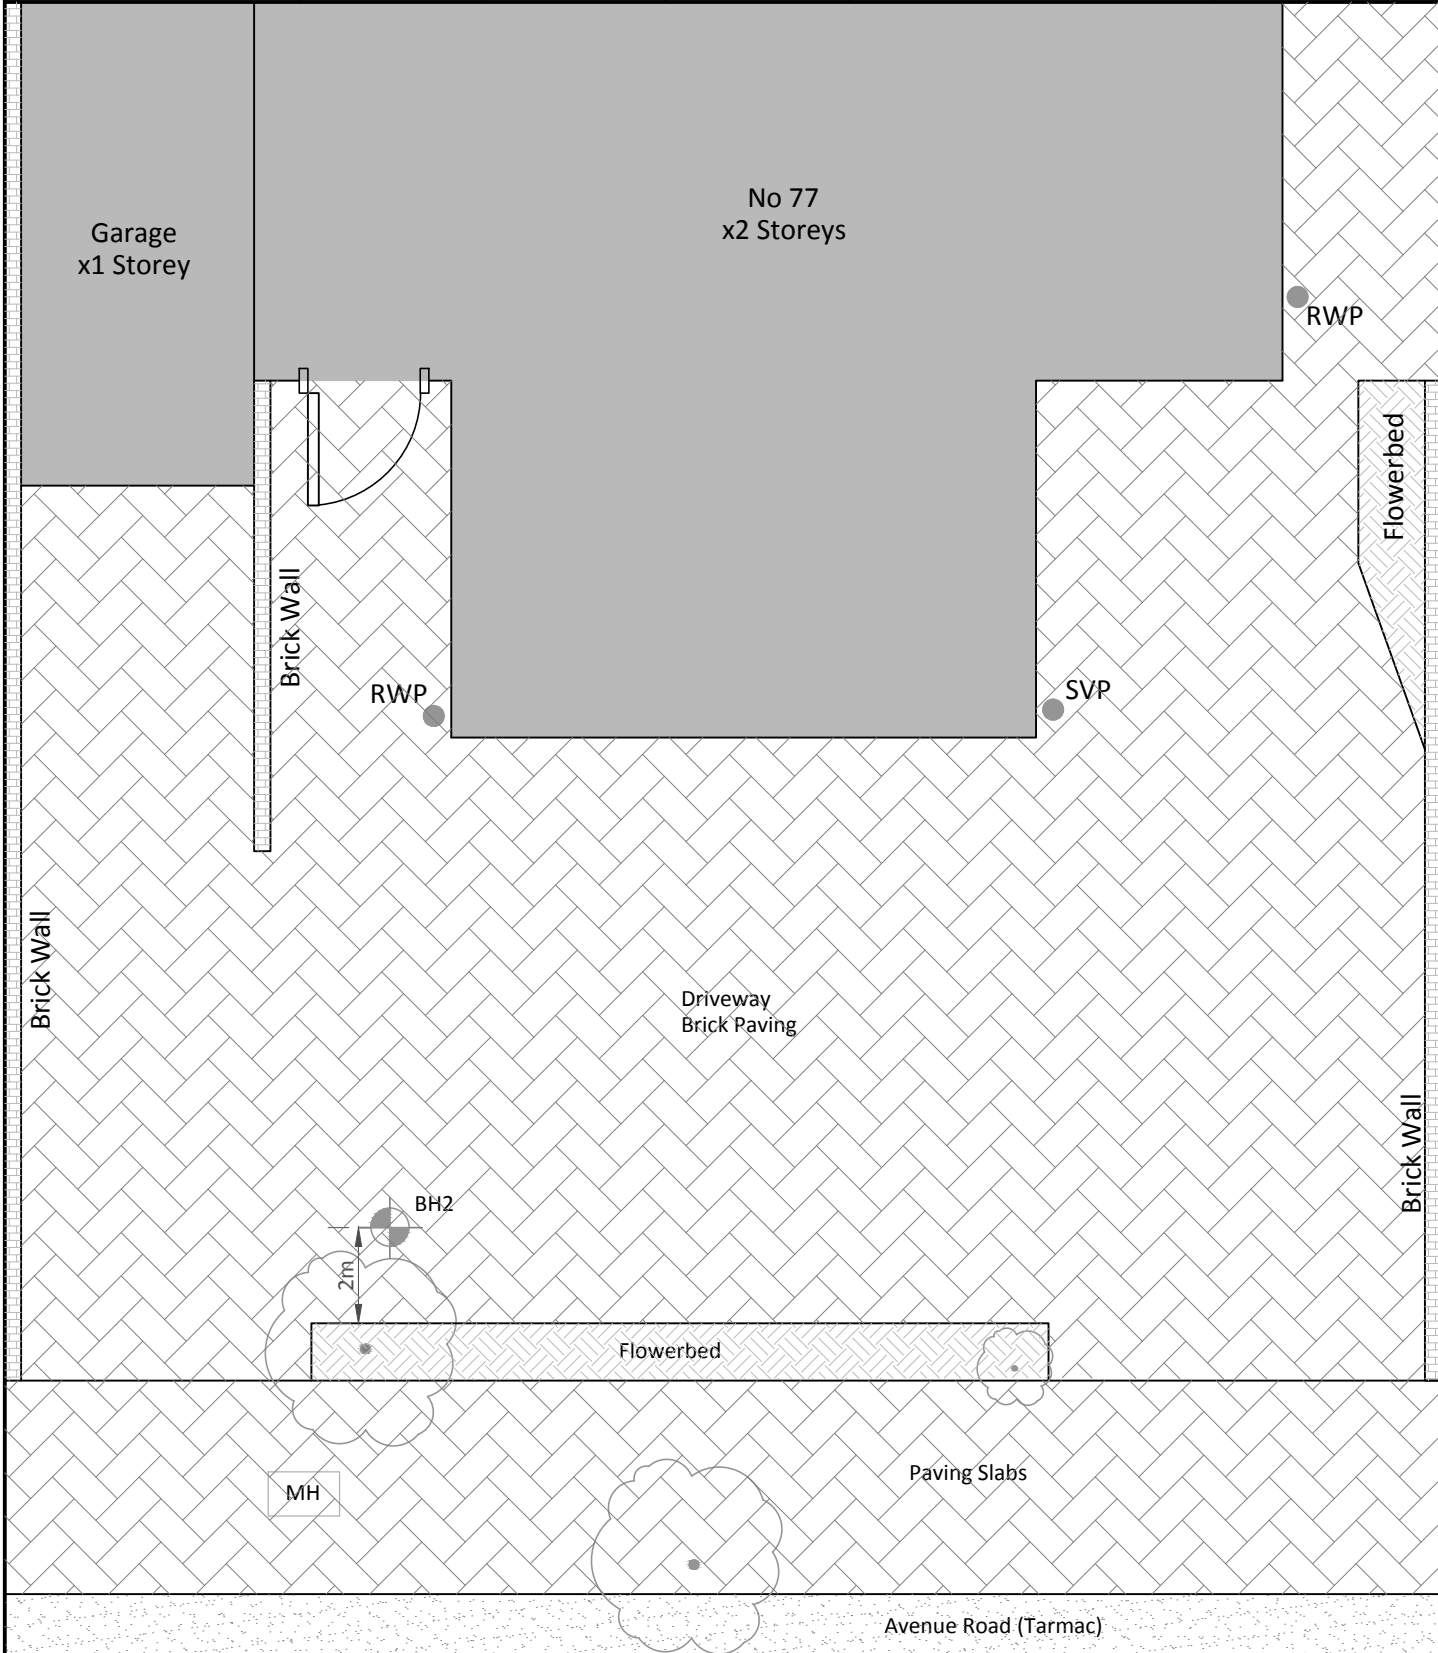 No 77
x2 Storeys
Garage
x1 Storey
RWP
Flowerbed
Brick Wall
RWP
SVP
Brick Wall
Driveway
Brick Paving
Brick Wall
BH2
2m
Flowerbed
Paving Slabs
MH
Avenue Road (Tarmac)